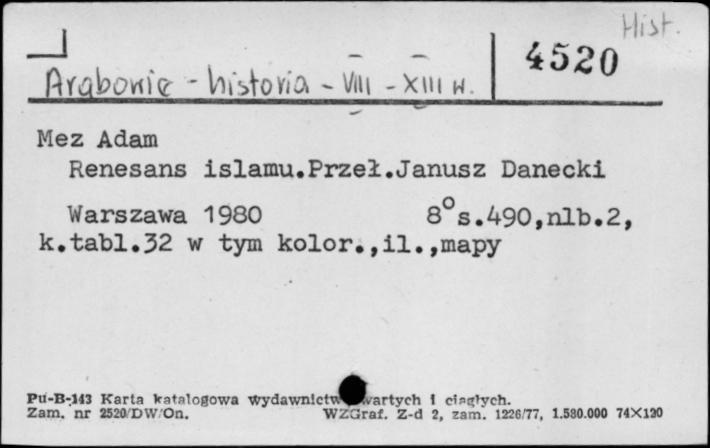 Hist.
4520
Arabowie - historia - VIII - XIII w.
Mez Adam
Renesans islamu.Przeł.Janusz Danecki
Warszawa 1980 8°s.490,nlb.2,
k.tabl.32 w tym kolor.,il.,mapy
Pu-B-143 Karta katalogowa wydawnictw wartych i ciągłych.
Zam. nr 2520/DW/On. WZGraf. Z-d 2, zam. 1226/77, 1.580.000 74X120